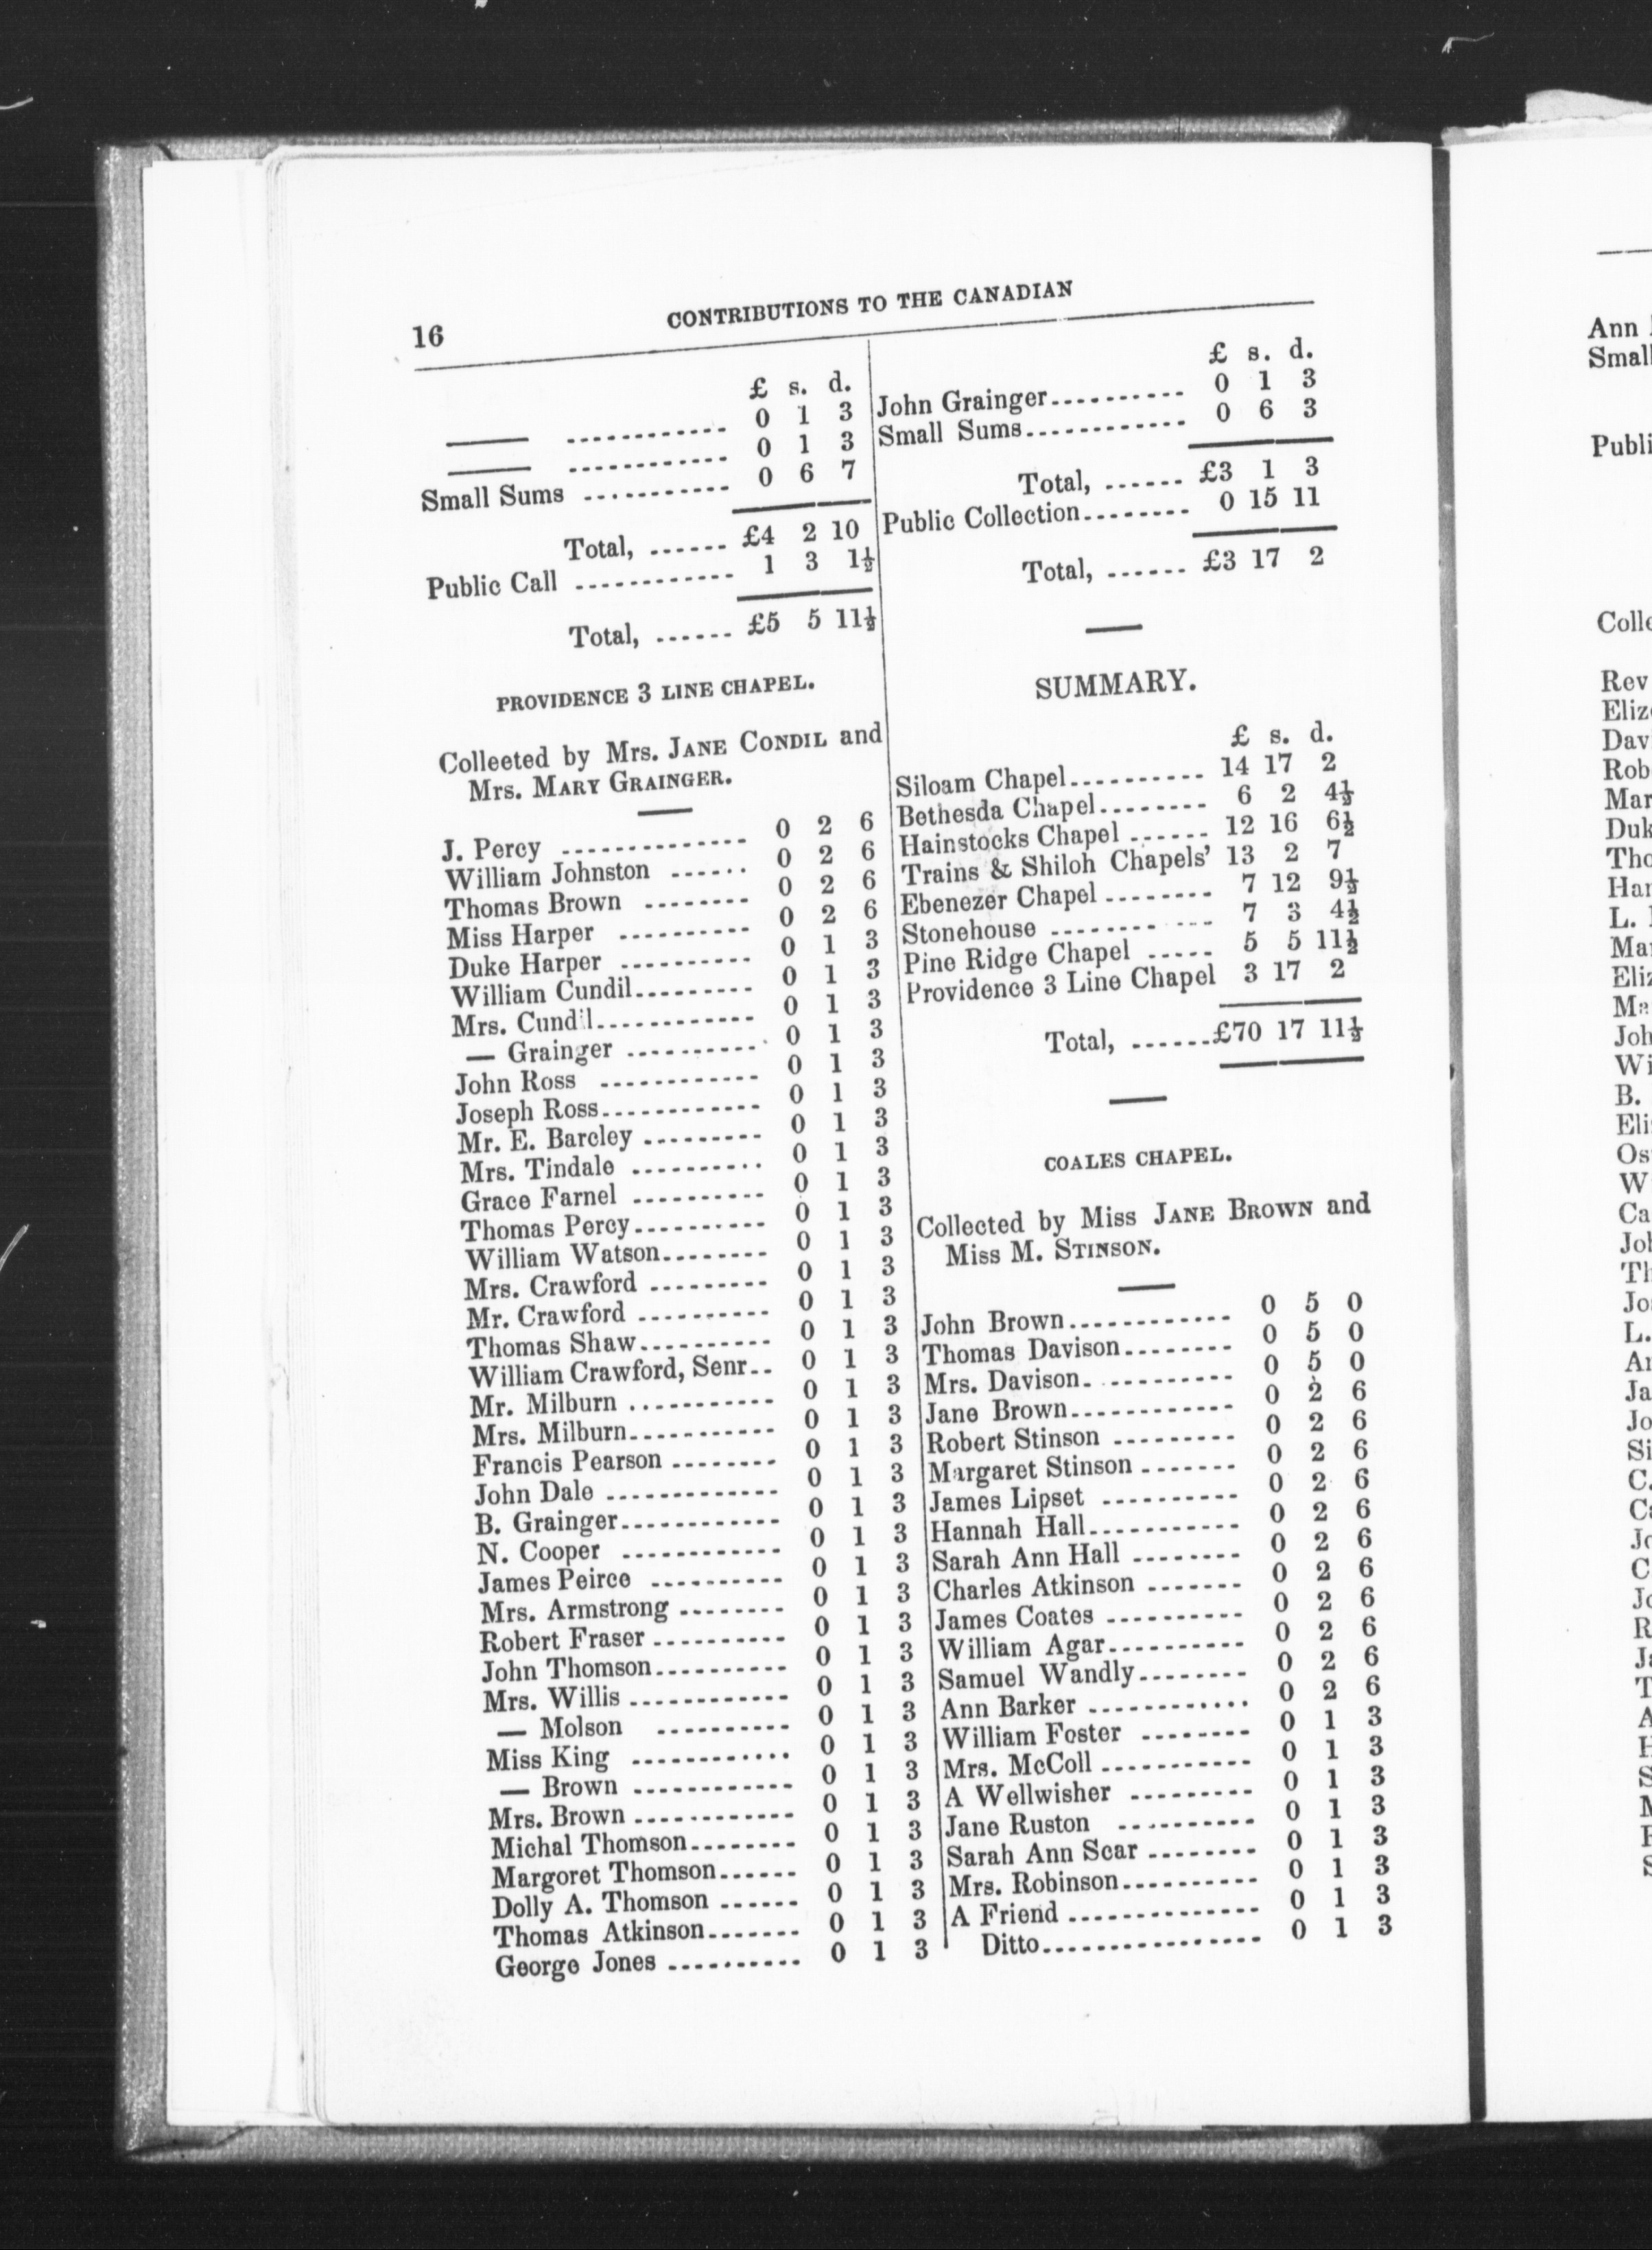 16
CONTRIBUTIONS TO THE CANADIAN
£ s. d.
—— ............ 0 1 3
—— ............ 0 1 3
Small Sums ........... 0 6 7
Total, ...... £4 2 10
Public Call ............ 1 3 1½
Total, ...... £5 5 11½
PROVIDENCE 3 LINE CHAPEL.
Colleeted by Mrs. JANE CONDIL and
Mrs. MARY GRAINGER.
J. Percy .............. 0 2 6
William Johnston ...... 0 2 6
Thomas Brown ........ 0 2 6
Miss Harper .......... 0 2 6
Duke Harper .......... 0 1 3
William Cundil......... 0 1 3
Mrs. Cundil............ 0 1 3
— Grainger .......... 0 1 3
John Ross ............ 0 1 3
Joseph Ross............ 0 1 3
Mr. E. Barcley ......... 0 1 3
Mrs. Tindale .......... 0 1 3
Grace Farnel .......... 0 1 3
Thomas Percy.......... 0 1 3
William Watson........ 0 1 3
Mrs. Crawford ......... 0 1 3
Mr. Crawford .......... 0 1 3
Thomas Shaw.......... 0 1 3
William Crawford, Senr.. 0 1 3
Mr. Milburn ........... 0 1 3
Mrs. Milburn........... 0 1 3
Francis Pearson ........ 0 1 3
John Dale ............. 0 1 3
B. Grainger............ 0 1 3
N. Cooper ............ 0 1 3
James Peirce .......... 0 1 3
Mrs. Armstrong ........ 0 1 3
Robert Fraser .......... 0 1 3
John Thomson.......... 0 1 3
Mrs. Willis ............ 0 1 3
— Molson .......... 0 1 3
Miss King ............ 0 1 3
— Brown ............ 0 1 3
Mrs. Brown ............ 0 1 3
Michal Thomson........ 0 1 3
Margoret Thomson...... 0 1 3
Dolly A. Thomson ...... 0 1 3
Thomas Atkinson....... 0 1 3
George Jones .......... 0 1 3
£ s. d.
John Grainger.......... 0 1 3
Small Sums............ 0 6 3
Total, ...... £3 1 3
Public Collection........ 0 15 11
Total, ...... £3 17 2
SUMMARY.
£ s. d.
Siloam Chapel.......... 14 17 2
Bethesda Chapel........ 6 2 4½
Hainstocks Chapel ...... 12 16 6½
Trains & Shiloh Chapels' 13 2 7
Ebenezer Chapel ........ 7 12 9½
Stonehouse ............ 7 3 4½
Pine Ridge Chapel ..... 5 5 11½
Providence 3 Line Chapel 3 17 2
Total, ......£70 17 11½
COALES CHAPEL.
Collected by Miss JANE BROWN and
Miss M. STINSON.
John Brown............ 0 5 0
Thomas Davison........ 0 5 0
Mrs. Davison........... 0 5 0
Jane Brown............ 0 2 6
Robert Stinson ......... 0 2 6
Margaret Stinson ....... 0 2 6
James Lipset .......... 0 2 6
Hannah Hall........... 0 2 6
Sarah Ann Hall ........ 0 2 6
Charles Atkinson ....... 0 2 6
James Coates .......... 0 2 6
William Agar.......... 0 2 6
Samuel Wandly........ 0 2 6
Ann Barker ............ 0 2 6
William Foster ........ 0 1 3
Mrs. McColl ........... 0 1 3
A Wellwisher ......... 0 1 3
Jane Ruston .......... 0 1 3
Sarah Ann Scar ........ 0 1 3
Mrs. Robinson.......... 0 1 3
A Friend .............. 0 1 3
Ditto................ 0 1 3
Ann
Small
Rev